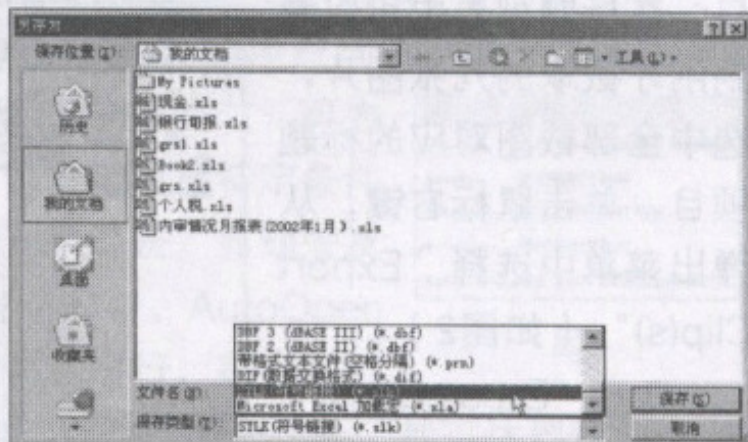 另存为
保存位置(I): 我的文档 工具(L)
My Pictures
现金.xls
银行旬报.xls
grs1.xls
Book2.xls
grs.xls
个人税.xls
内审情况月报表(2002年1月).xls
历史
我的文档
桌面
收藏夹
DBF 3 (dBASE III) (*.dbf)
DBF 2 (dBASE II) (*.dbf)
带格式文本文件(空格分隔) (*.prn)
DIF(数据交换格式) (*.dif)
Microsoft Excel 加载宏 (*.xla)
文件名(N): 保存(S)
保存类型(T): SYLK(符号链接) (*.slk) 取消